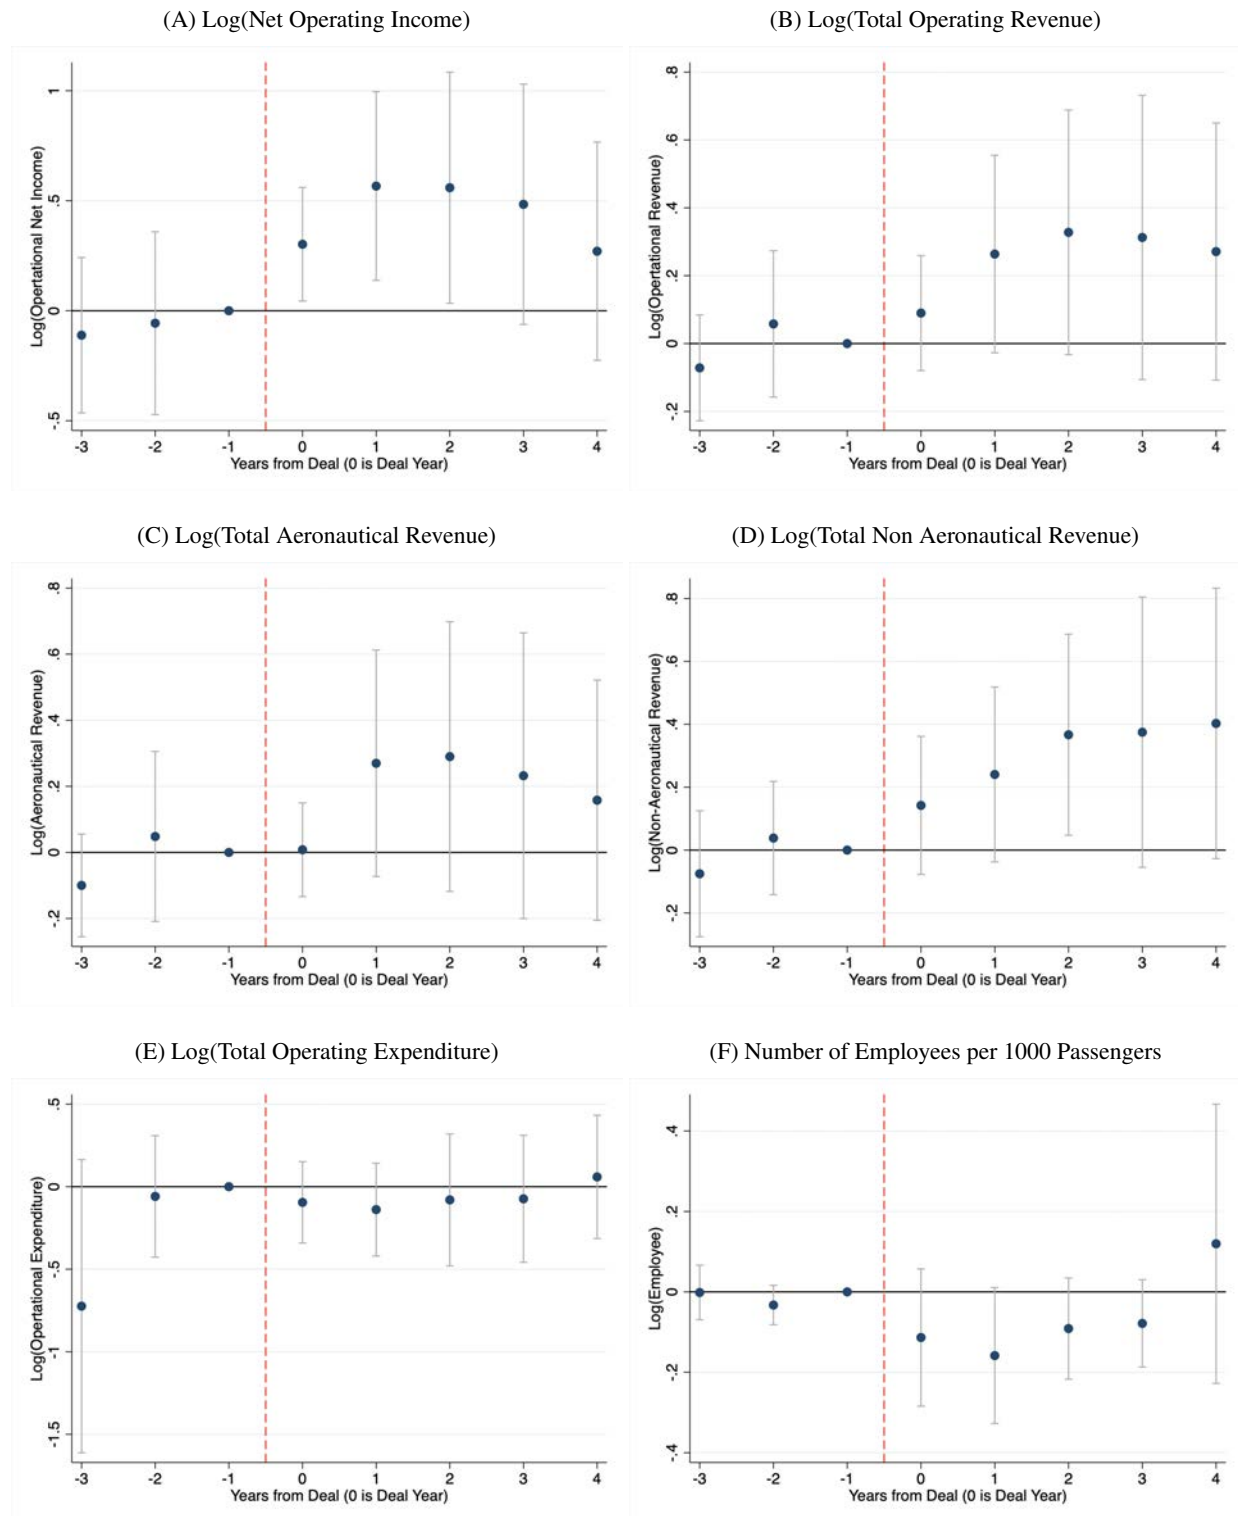 (A) Log(Net Operating Income)
(B) Log(Total Operating Revenue)
Log(Opertational Net Income)
1
.5
0
-.5
-3 -2 -1 0 1 2 3 4
Years from Deal (0 is Deal Year)
Log(Opertational Revenue)
.8
.6
.4
.2
0
-.2
-3 -2 -1 0 1 2 3 4
Years from Deal (0 is Deal Year)
(C) Log(Total Aeronautical Revenue)
(D) Log(Total Non Aeronautical Revenue)
Log(Aeronautical Revenue)
.8
.6
.4
.2
0
-.2
-3 -2 -1 0 1 2 3 4
Years from Deal (0 is Deal Year)
Log(Non-Aeronautical Revenue)
.8
.6
.4
.2
0
-.2
-3 -2 -1 0 1 2 3 4
Years from Deal (0 is Deal Year)
(E) Log(Total Operating Expenditure)
(F) Number of Employees per 1000 Passengers
Log(Opertational Expenditure)
.5
0
-.5
-1
-1.5
-3 -2 -1 0 1 2 3 4
Years from Deal (0 is Deal Year)
Log(Employee)
.4
.2
0
-.2
-.4
-3 -2 -1 0 1 2 3 4
Years from Deal (0 is Deal Year)